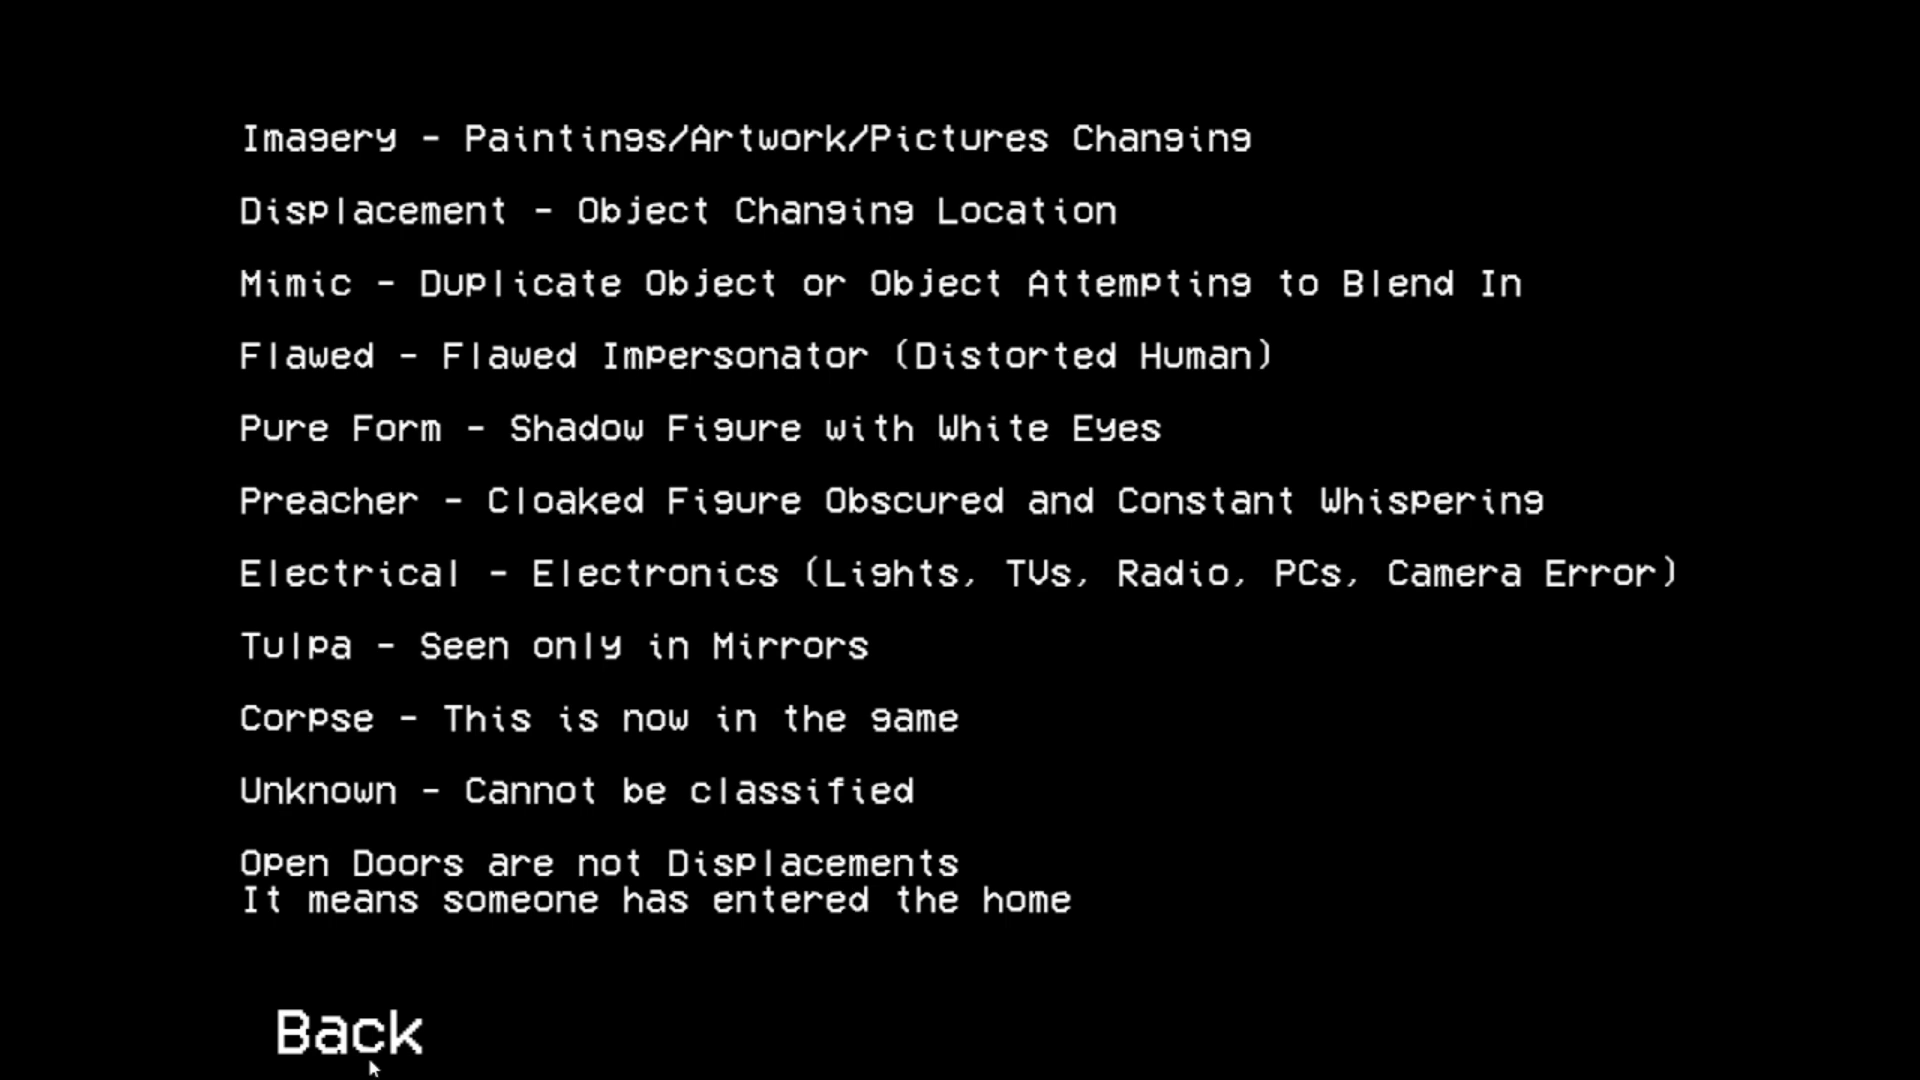 Imagery - Paintings/Artwork/Pictures Changing
Displacement - Object Changing Location
Mimic - Duplicate Object or Object Attempting to Blend In
Flawed - Flawed Impersonator (Distorted Human)
Pure Form - Shadow Figure with White Eyes
Preacher - Cloaked Figure Obscured and Constant Whispering
Electrical - Electronics (Lights, TVs, Radio, PCs, Camera Error)
Tulpa - Seen only in Mirrors
Corpse - This is now in the game
Unknown - Cannot be classified
Open Doors are not Displacements
It means someone has entered the home
Back